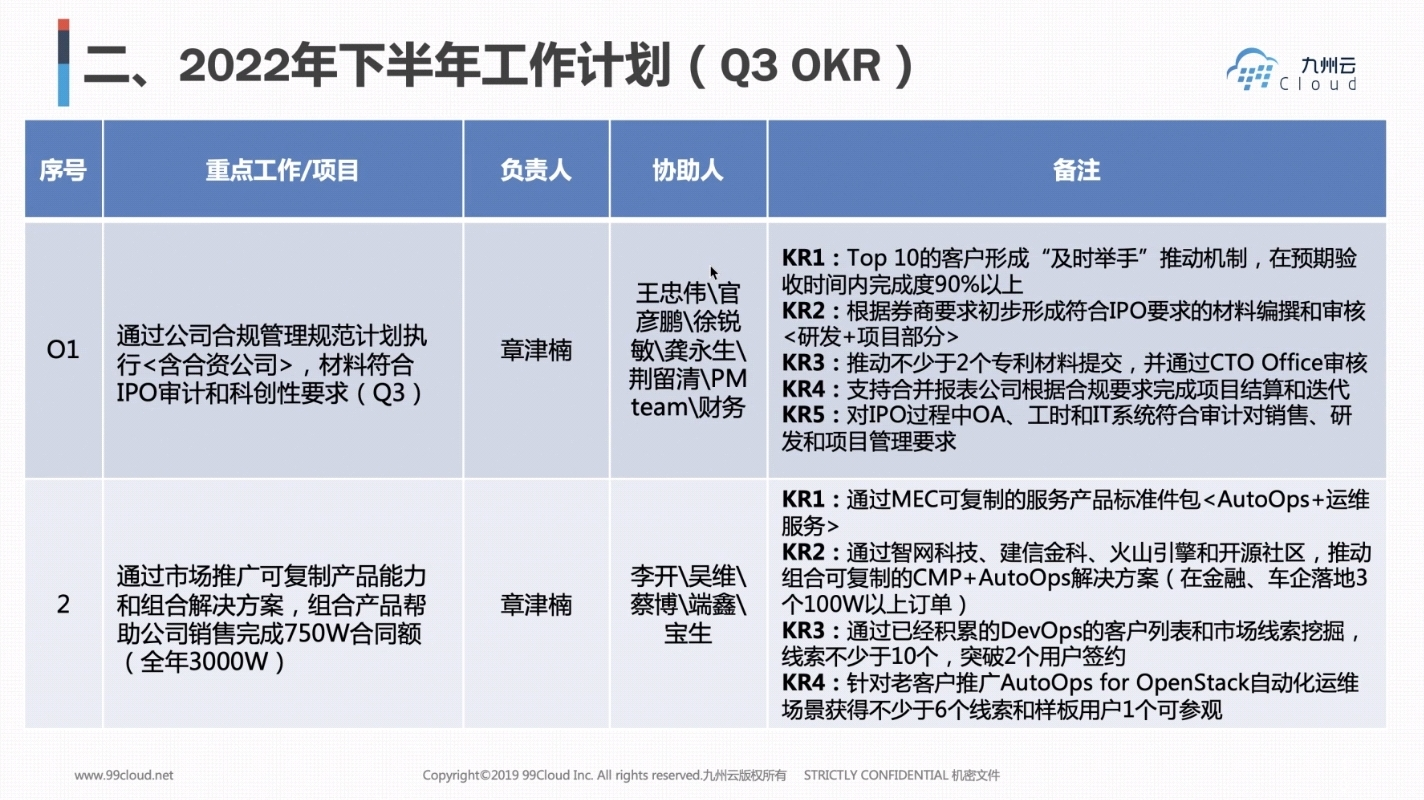 二、2022年下半年工作计划（Q3 OKR）
九州云
Cloud
序号
重点工作/项目
负责人
协助人
备注
O1
通过公司合规管理规范计划执
行<含合资公司>，材料符合
IPO审计和科创性要求（Q3）
章津楠
王忠伟\官
彦鹏\徐锐
敏\龚永生\
荆留清\PM
team\财务
KR1：Top 10的客户形成“及时举手”推动机制，在预期验
收时间内完成度90%以上
KR2：根据券商要求初步形成符合IPO要求的材料编撰和审核
<研发+项目部分>
KR3：推动不少于2个专利材料提交，并通过CTO Office审核
KR4：支持合并报表公司根据合规要求完成项目结算和迭代
KR5：对IPO过程中OA、工时和IT系统符合审计对销售、研
发和项目管理要求
2
通过市场推广可复制产品能力
和组合解决方案，组合产品帮
助公司销售完成750W合同额
（全年3000W）
章津楠
李开\吴维\
蔡博\端鑫\
宝生
KR1：通过MEC可复制的服务产品标准件包<AutoOps+运维
服务>
KR2：通过智网科技、建信金科、火山引擎和开源社区，推动
组合可复制的CMP+AutoOps解决方案（在金融、车企落地3
个100W以上订单）
KR3：通过已经积累的DevOps的客户列表和市场线索挖掘，
线索不少于10个，突破2个用户签约
KR4：针对老客户推广AutoOps for OpenStack自动化运维
场景获得不少于6个线索和样板用户1个可参观
www.99cloud.net
Copyright©2019 99Cloud Inc. All rights reserved.九州云版权所有 STRICTLY CONFIDENTIAL 机密文件